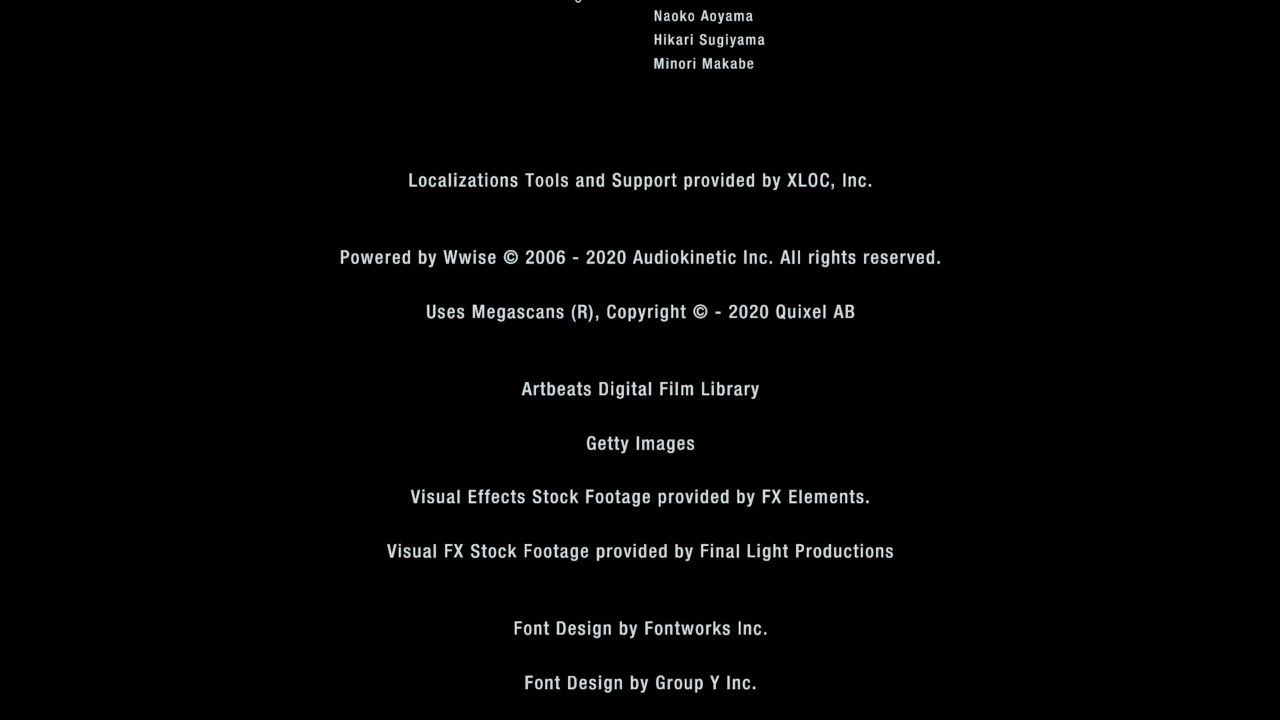 Naoko Aoyama
Hikari Sugiyama
Minori Makabe
Localizations Tools and Support provided by XLOC, Inc.
Powered by Wwise © 2006 - 2020 Audiokinetic Inc. All rights reserved.
Uses Megascans (R), Copyright © - 2020 Quixel AB
Artbeats Digital Film Library
Getty Images
Visual Effects Stock Footage provided by FX Elements.
Visual FX Stock Footage provided by Final Light Productions
Font Design by Fontworks Inc.
Font Design by Group Y Inc.